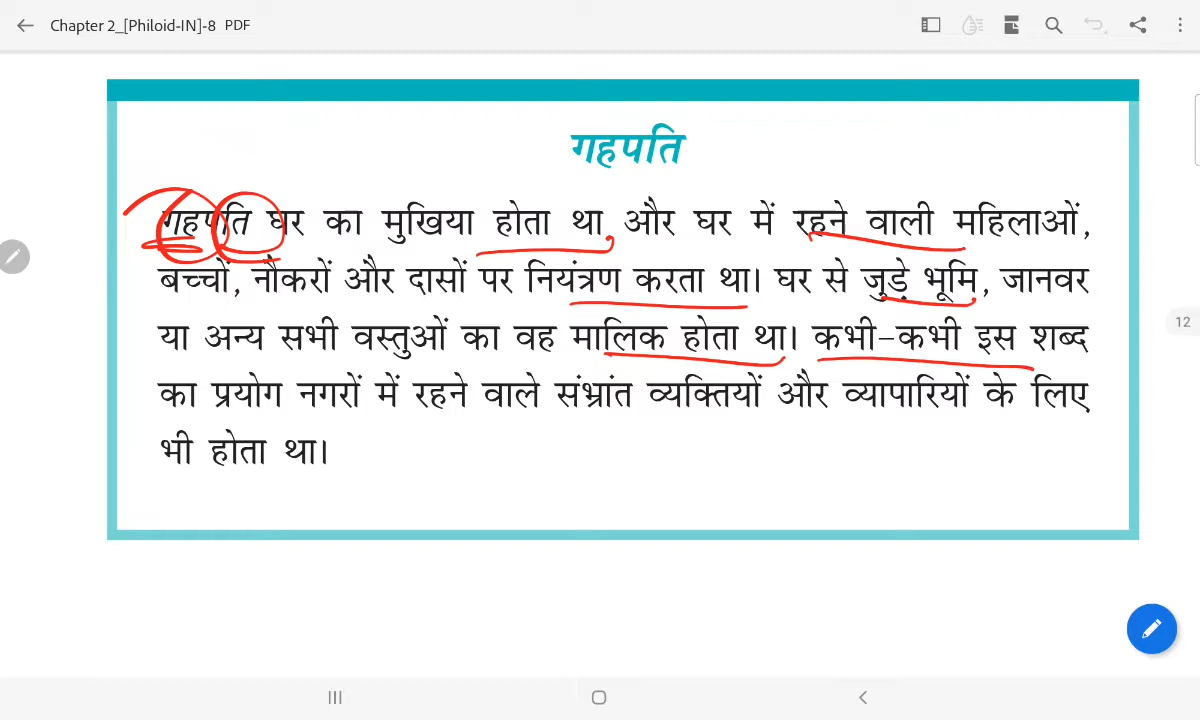 Chapter 2_[Philoid-IN]-8 PDF
गहपति
गहपति घर का मुखिया होता था, और घर में रहने वाली महिलाओं,
बच्चों, नौकरों और दासों पर नियंत्रण करता था। घर से जुड़े भूमि, जानवर
या अन्य सभी वस्तुओं का वह मालिक होता था। कभी-कभी इस शब्द
का प्रयोग नगरों में रहने वाले संभ्रांत व्यक्तियों और व्यापारियों के लिए
भी होता था।
12